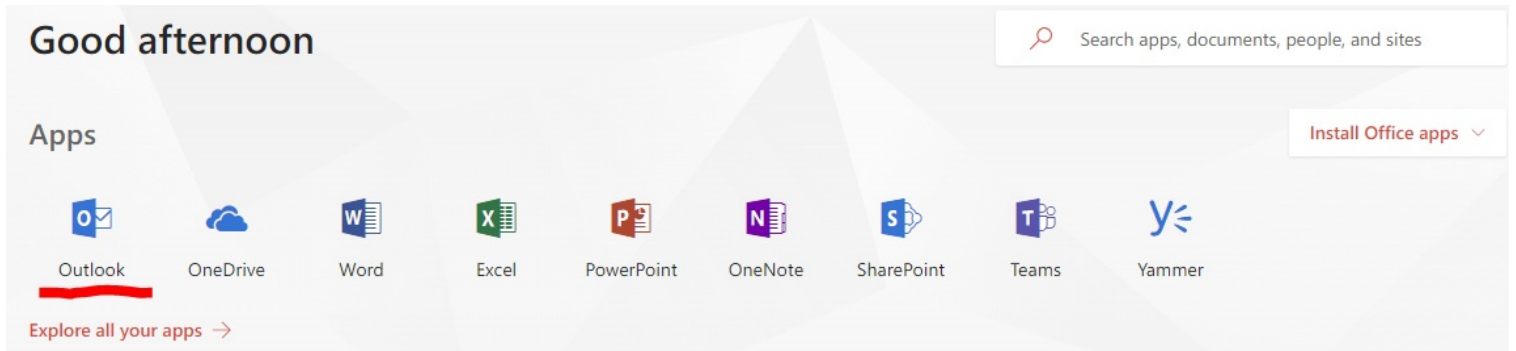 Good afternoon
Search apps, documents, people, and sites
Apps
Install Office apps
Outlook OneDrive Word Excel PowerPoint OneNote SharePoint Teams Yammer
Explore all your apps →